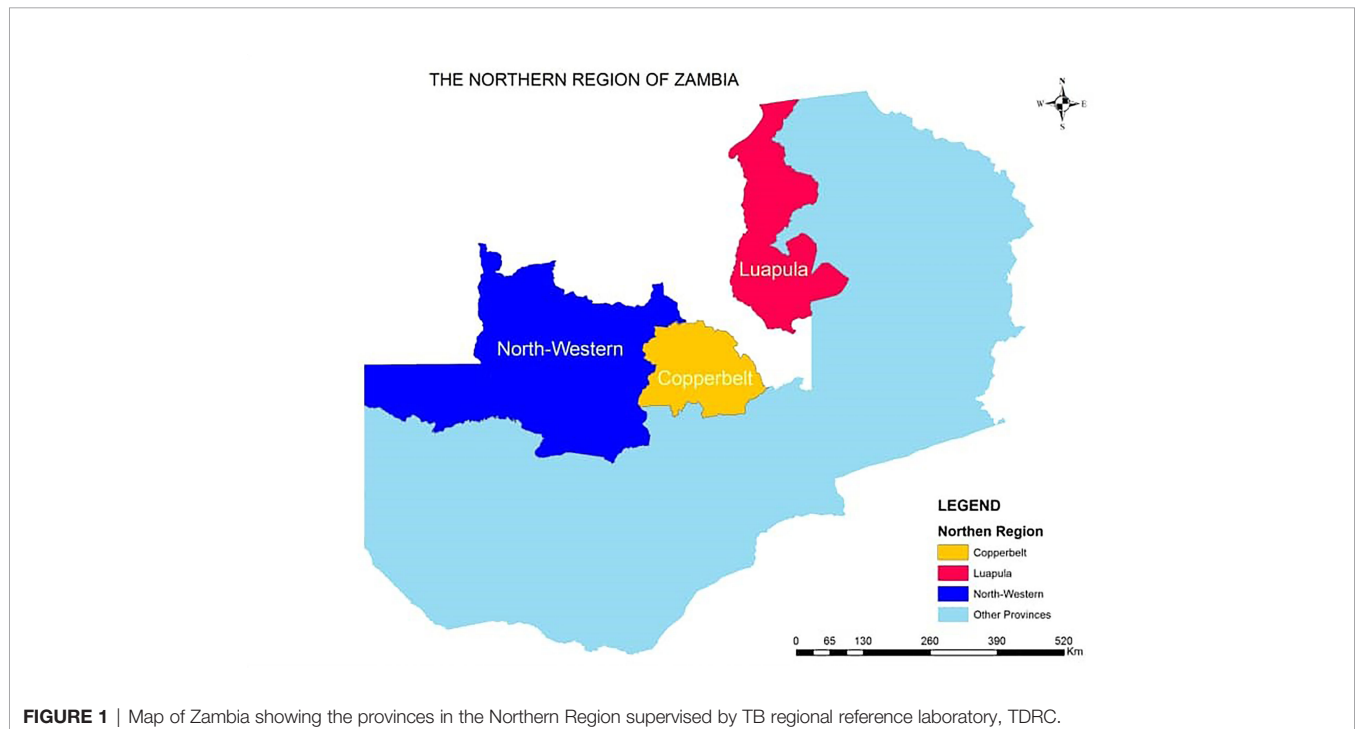 THE NORTHERN REGION OF ZAMBIA
N
W E
S
Luapula
North-Western
Copperbelt
LEGEND
Northen Region
Copperbelt
Luapula
North-Western
Other Provinces
0 65 130 260 390 520
Km
FIGURE 1 | Map of Zambia showing the provinces in the Northern Region supervised by TB regional reference laboratory, TDRC.